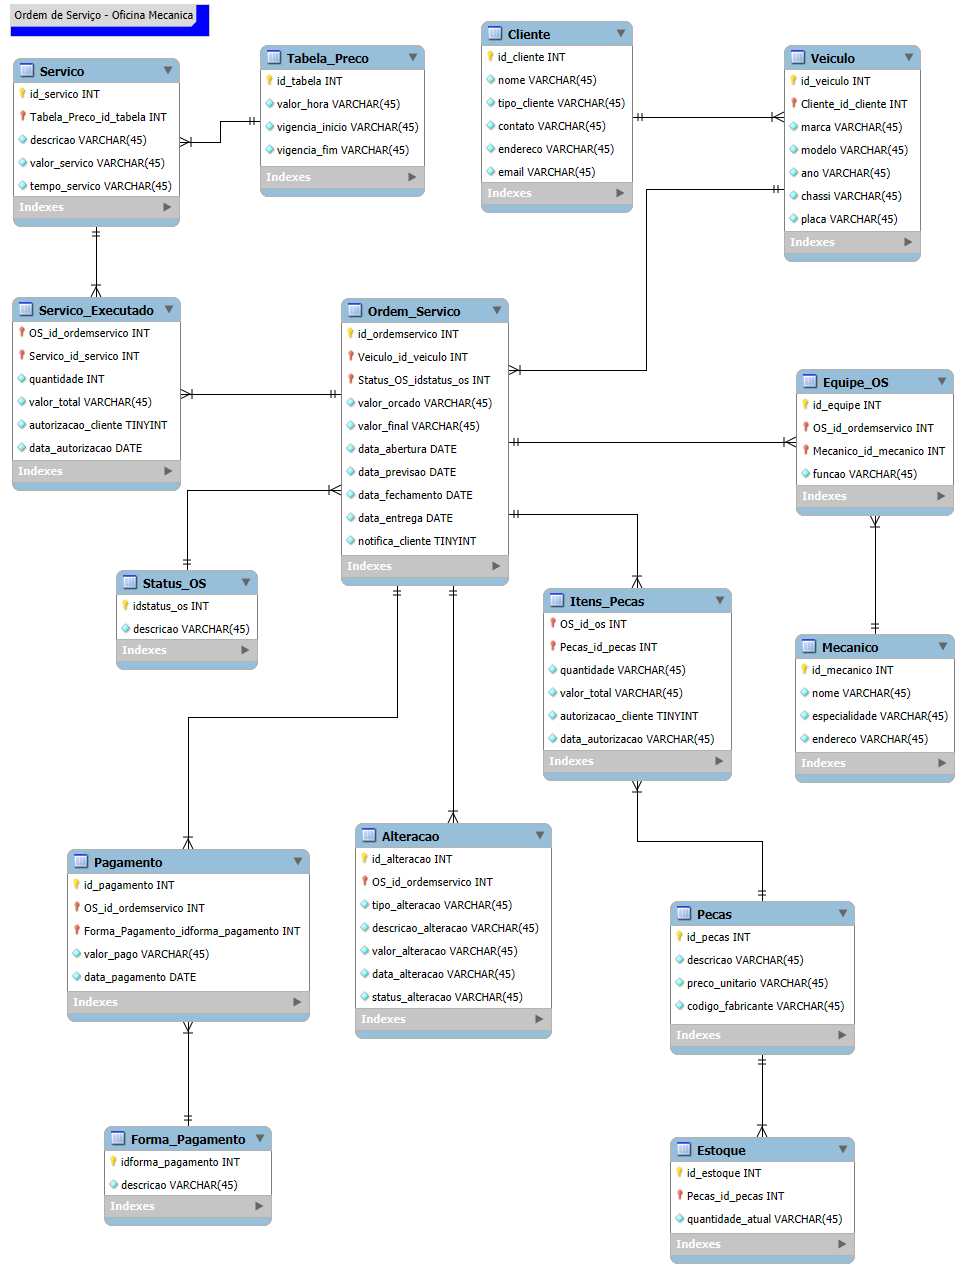 Ordem de Serviço - Oficina Mecanica
Servico
id_servico INT
Tabela_Preco_id_tabela INT
descricao VARCHAR(45)
valor_servico VARCHAR(45)
tempo_servico VARCHAR(45)
Indexes
Tabela_Preco
id_tabela INT
valor_hora VARCHAR(45)
vigencia_inicio VARCHAR(45)
vigencia_fim VARCHAR(45)
Indexes
Cliente
id_cliente INT
nome VARCHAR(45)
tipo_cliente VARCHAR(45)
contato VARCHAR(45)
endereco VARCHAR(45)
email VARCHAR(45)
Indexes
Veiculo
id_veiculo INT
Cliente_id_cliente INT
marca VARCHAR(45)
modelo VARCHAR(45)
ano VARCHAR(45)
chassi VARCHAR(45)
placa VARCHAR(45)
Indexes
Servico_Executado
OS_id_ordemservico INT
Servico_id_servico INT
quantidade INT
valor_total VARCHAR(45)
autorizacao_cliente TINYINT
data_autorizacao DATE
Indexes
Ordem_Servico
id_ordemservico INT
Veiculo_id_veiculo INT
Status_OS_idstatus_os INT
valor_orcado VARCHAR(45)
valor_final VARCHAR(45)
data_abertura DATE
data_previsao DATE
data_fechamento DATE
data_entrega DATE
notifica_cliente TINYINT
Indexes
Equipe_OS
id_equipe INT
OS_id_ordemservico INT
Mecanico_id_mecanico INT
funcao VARCHAR(45)
Indexes
Status_OS
idstatus_os INT
descricao VARCHAR(45)
Indexes
Itens_Pecas
OS_id_os INT
Pecas_id_pecas INT
quantidade VARCHAR(45)
valor_total VARCHAR(45)
autorizacao_cliente TINYINT
data_autorizacao VARCHAR(45)
Indexes
Mecanico
id_mecanico INT
nome VARCHAR(45)
especialidade VARCHAR(45)
endereco VARCHAR(45)
Indexes
Pagamento
id_pagamento INT
OS_id_ordemservico INT
Forma_Pagamento_idforma_pagamento INT
valor_pago VARCHAR(45)
data_pagamento DATE
Indexes
Alteracao
id_alteracao INT
OS_id_ordemservico INT
tipo_alteracao VARCHAR(45)
descricao_alteracao VARCHAR(45)
valor_alteracao VARCHAR(45)
data_alteracao VARCHAR(45)
status_alteracao VARCHAR(45)
Indexes
Pecas
id_pecas INT
descricao VARCHAR(45)
preco_unitario VARCHAR(45)
codigo_fabricante VARCHAR(45)
Indexes
Forma_Pagamento
idforma_pagamento INT
descricao VARCHAR(45)
Indexes
Estoque
id_estoque INT
Pecas_id_pecas INT
quantidade_atual VARCHAR(45)
Indexes